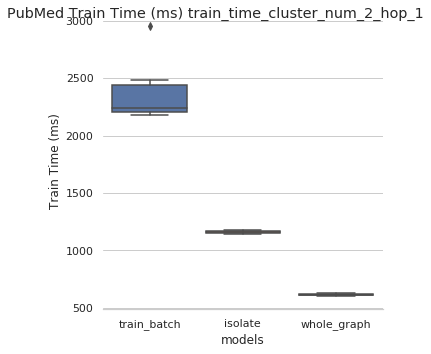 PubMed Train Time (ms) train_time_cluster_num_2_hop_1
3000
2500
2000
1500
1000
500
Train Time (ms)
train_batch isolate whole_graph
models